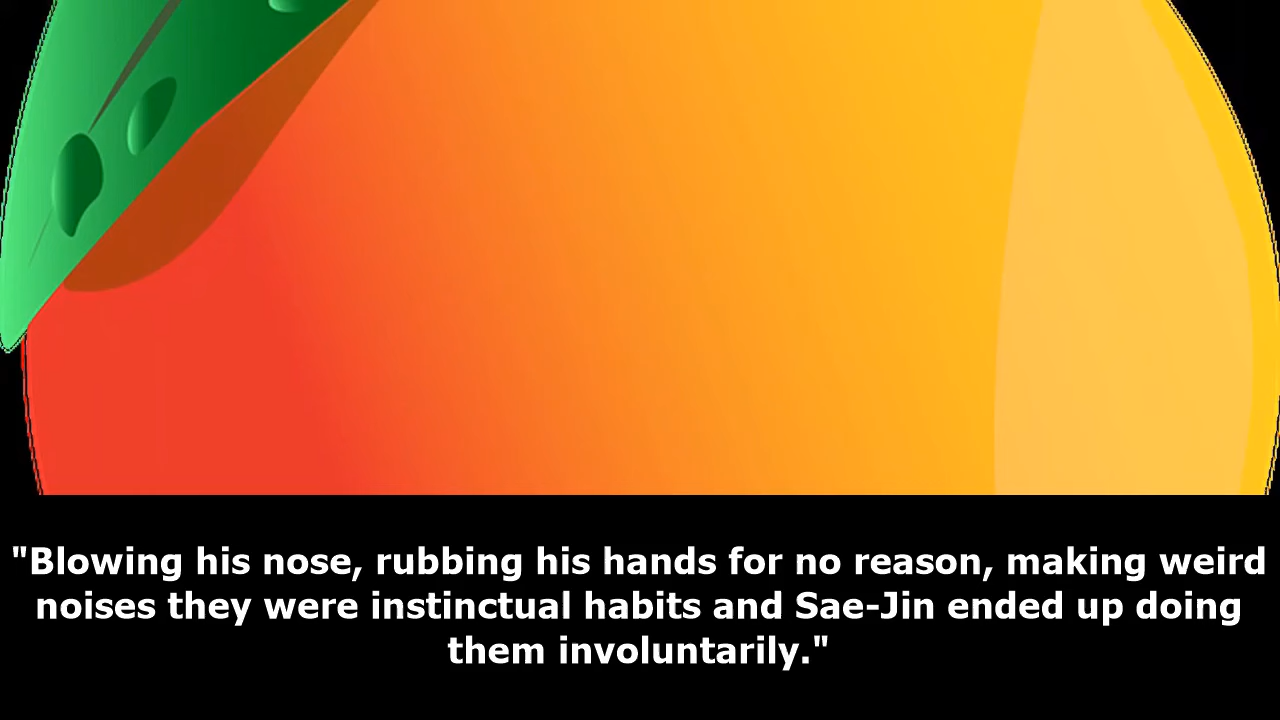 "Blowing his nose, rubbing his hands for no reason, making weird
noises they were instinctual habits and Sae-Jin ended up doing
them involuntarily."